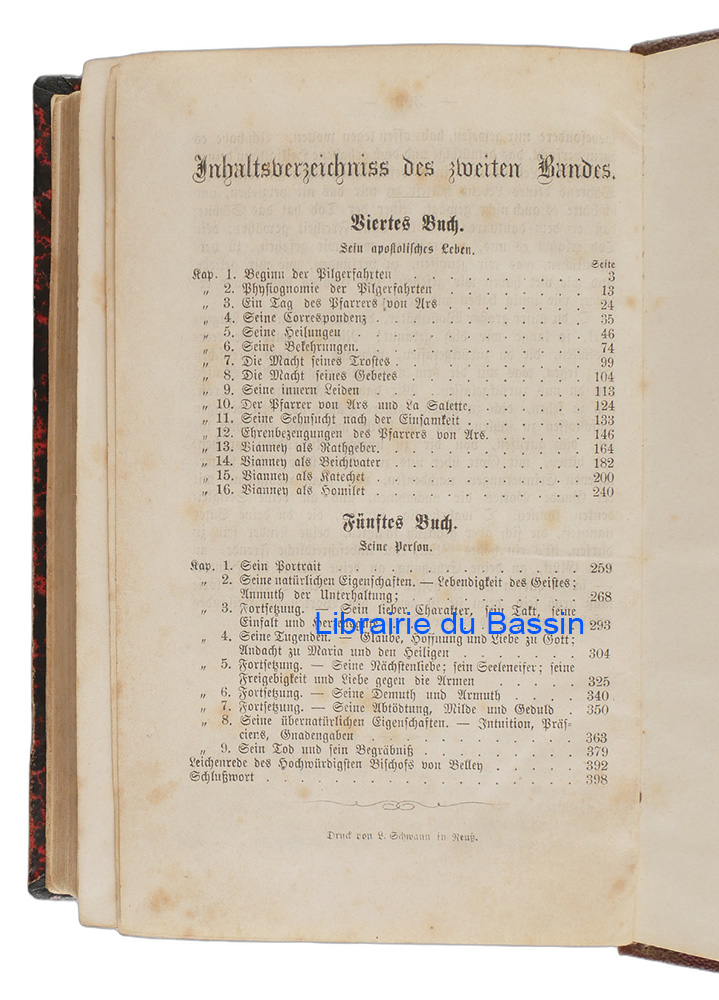 Inhaltsverzeichniss des zweiten Bandes.
Viertes Buch.
Sein apostolisches Leben.
Seite
Kap. 1. Beginn der Pilgerfahrten . . . . . . . . . 3
„ 2. Physiognomie der Pilgerfahrten . . . . . . . 13
„ 3. Ein Tag des Pfarrers von Ars . . . . . . . 24
„ 4. Seine Correspondenz . . . . . . . . . . 35
„ 5. Seine Heilungen . . . . . . . . . . . 46
„ 6. Seine Bekehrungen. . . . . . . . . . . 74
„ 7. Die Macht seines Trostes . . . . . . . . . 99
„ 8. Die Macht seines Gebetes . . . . . . . . 104
„ 9. Seine innern Leiden . . . . . . . . . . 113
„ 10. Der Pfarrer von Ars und La Salette. . . . . . 124
„ 11. Seine Sehnsucht nach der Einsamkeit . . . . . . 133
„ 12. Ehrenbezeugungen des Pfarrers von Ars. . . . . . 146
„ 13. Vianney als Rathgeber. . . . . . . . . . 164
„ 14. Vianney als Beichtvater . . . . . . . . . 182
„ 15. Vianney als Katechet . . . . . . . . . . 200
„ 16. Vianney als Homilet . . . . . . . . . . 240
Fünftes Buch.
Seine Person.
Kap. 1. Sein Portrait . . . . . . . . . . . 259
„ 2. Seine natürlichen Eigenschaften. — Lebendigkeit des Geistes;
Anmuth der Unterhaltung; . . . . . . . . 268
„ 3. Fortsetzung. — Sein lieber Charakter, sein Takt, seine
Einfalt und Herzensgüte . . . . . . . . 293
„ 4. Seine Tugenden. — Glaube, Hoffnung und Liebe zu Gott;
Andacht zu Maria und den Heiligen . . . . . . 304
„ 5. Fortsetzung. — Seine Nächstenliebe; sein Seeleneifer; seine
Freigebigkeit und Liebe gegen die Armen . . . . . 325
„ 6. Fortsetzung. — Seine Demuth und Armuth . . . . 340
„ 7. Fortsetzung. — Seine Abtödtung, Milde und Geduld . 350
„ 8. Seine übernatürlichen Eigenschaften. — Intuition, Präs-
ciens, Gnadengaben . . . . . . . . . . 363
„ 9. Sein Tod und sein Begräbniß . . . . . . . . 379
Leichenrede des Hochwürdigsten Bischofs von Belley . . . . . 392
Schlußwort . . . . . . . . . . . . . . 398
Druck von L. Schwann in Neuß.
Librairie du Bassin